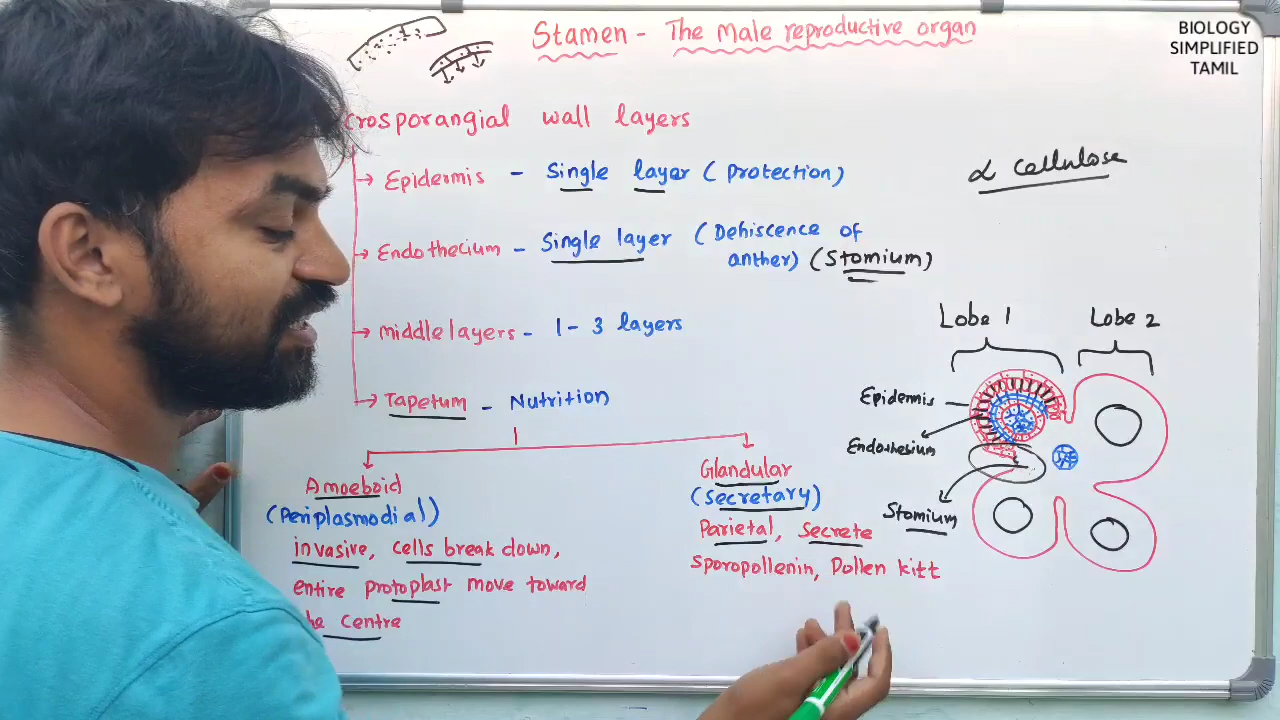 Stamen - The Male reproductive organ
BIOLOGY
SIMPLIFIED
TAMIL
crosporangial wall layers
Epidermis - Single layer (Protection)
α cellulose
Endothecium - Single layer (Dehiscence of
anther) (Stomium)
Middle layers - 1 - 3 layers
Lobe 1
Lobe 2
Tapetum - Nutrition
Epidermis
Endothesium
Stomium
Amoeboid
(Periplasmodial)
invasive, cells break down,
entire protoplast move toward
he centre
Glandular
(Secretary)
Parietal, Secrete
Sporopollenin, Pollen kitt